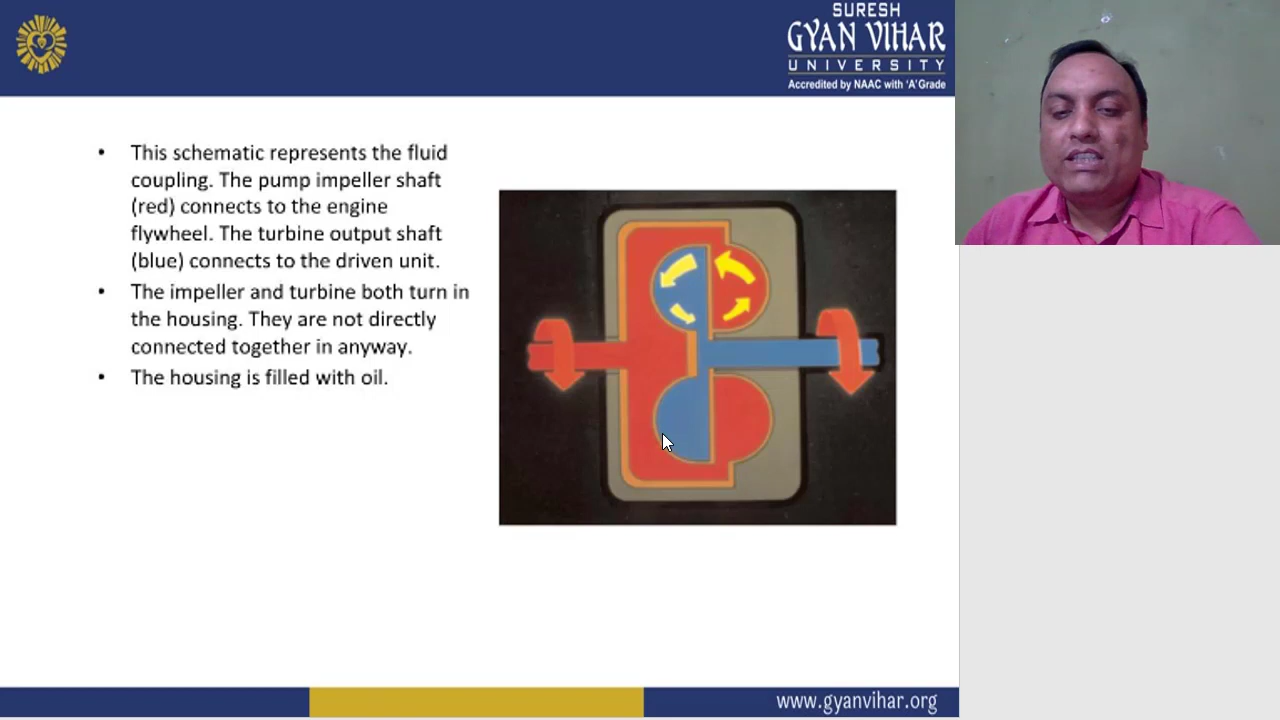 SURESH
GYAN VIHAR
UNIVERSITY
Accredited by NAAC with 'A' Grade
• This schematic represents the fluid
coupling. The pump impeller shaft
(red) connects to the engine
flywheel. The turbine output shaft
(blue) connects to the driven unit.
• The impeller and turbine both turn in
the housing. They are not directly
connected together in anyway.
• The housing is filled with oil.
www.gyanvihar.org